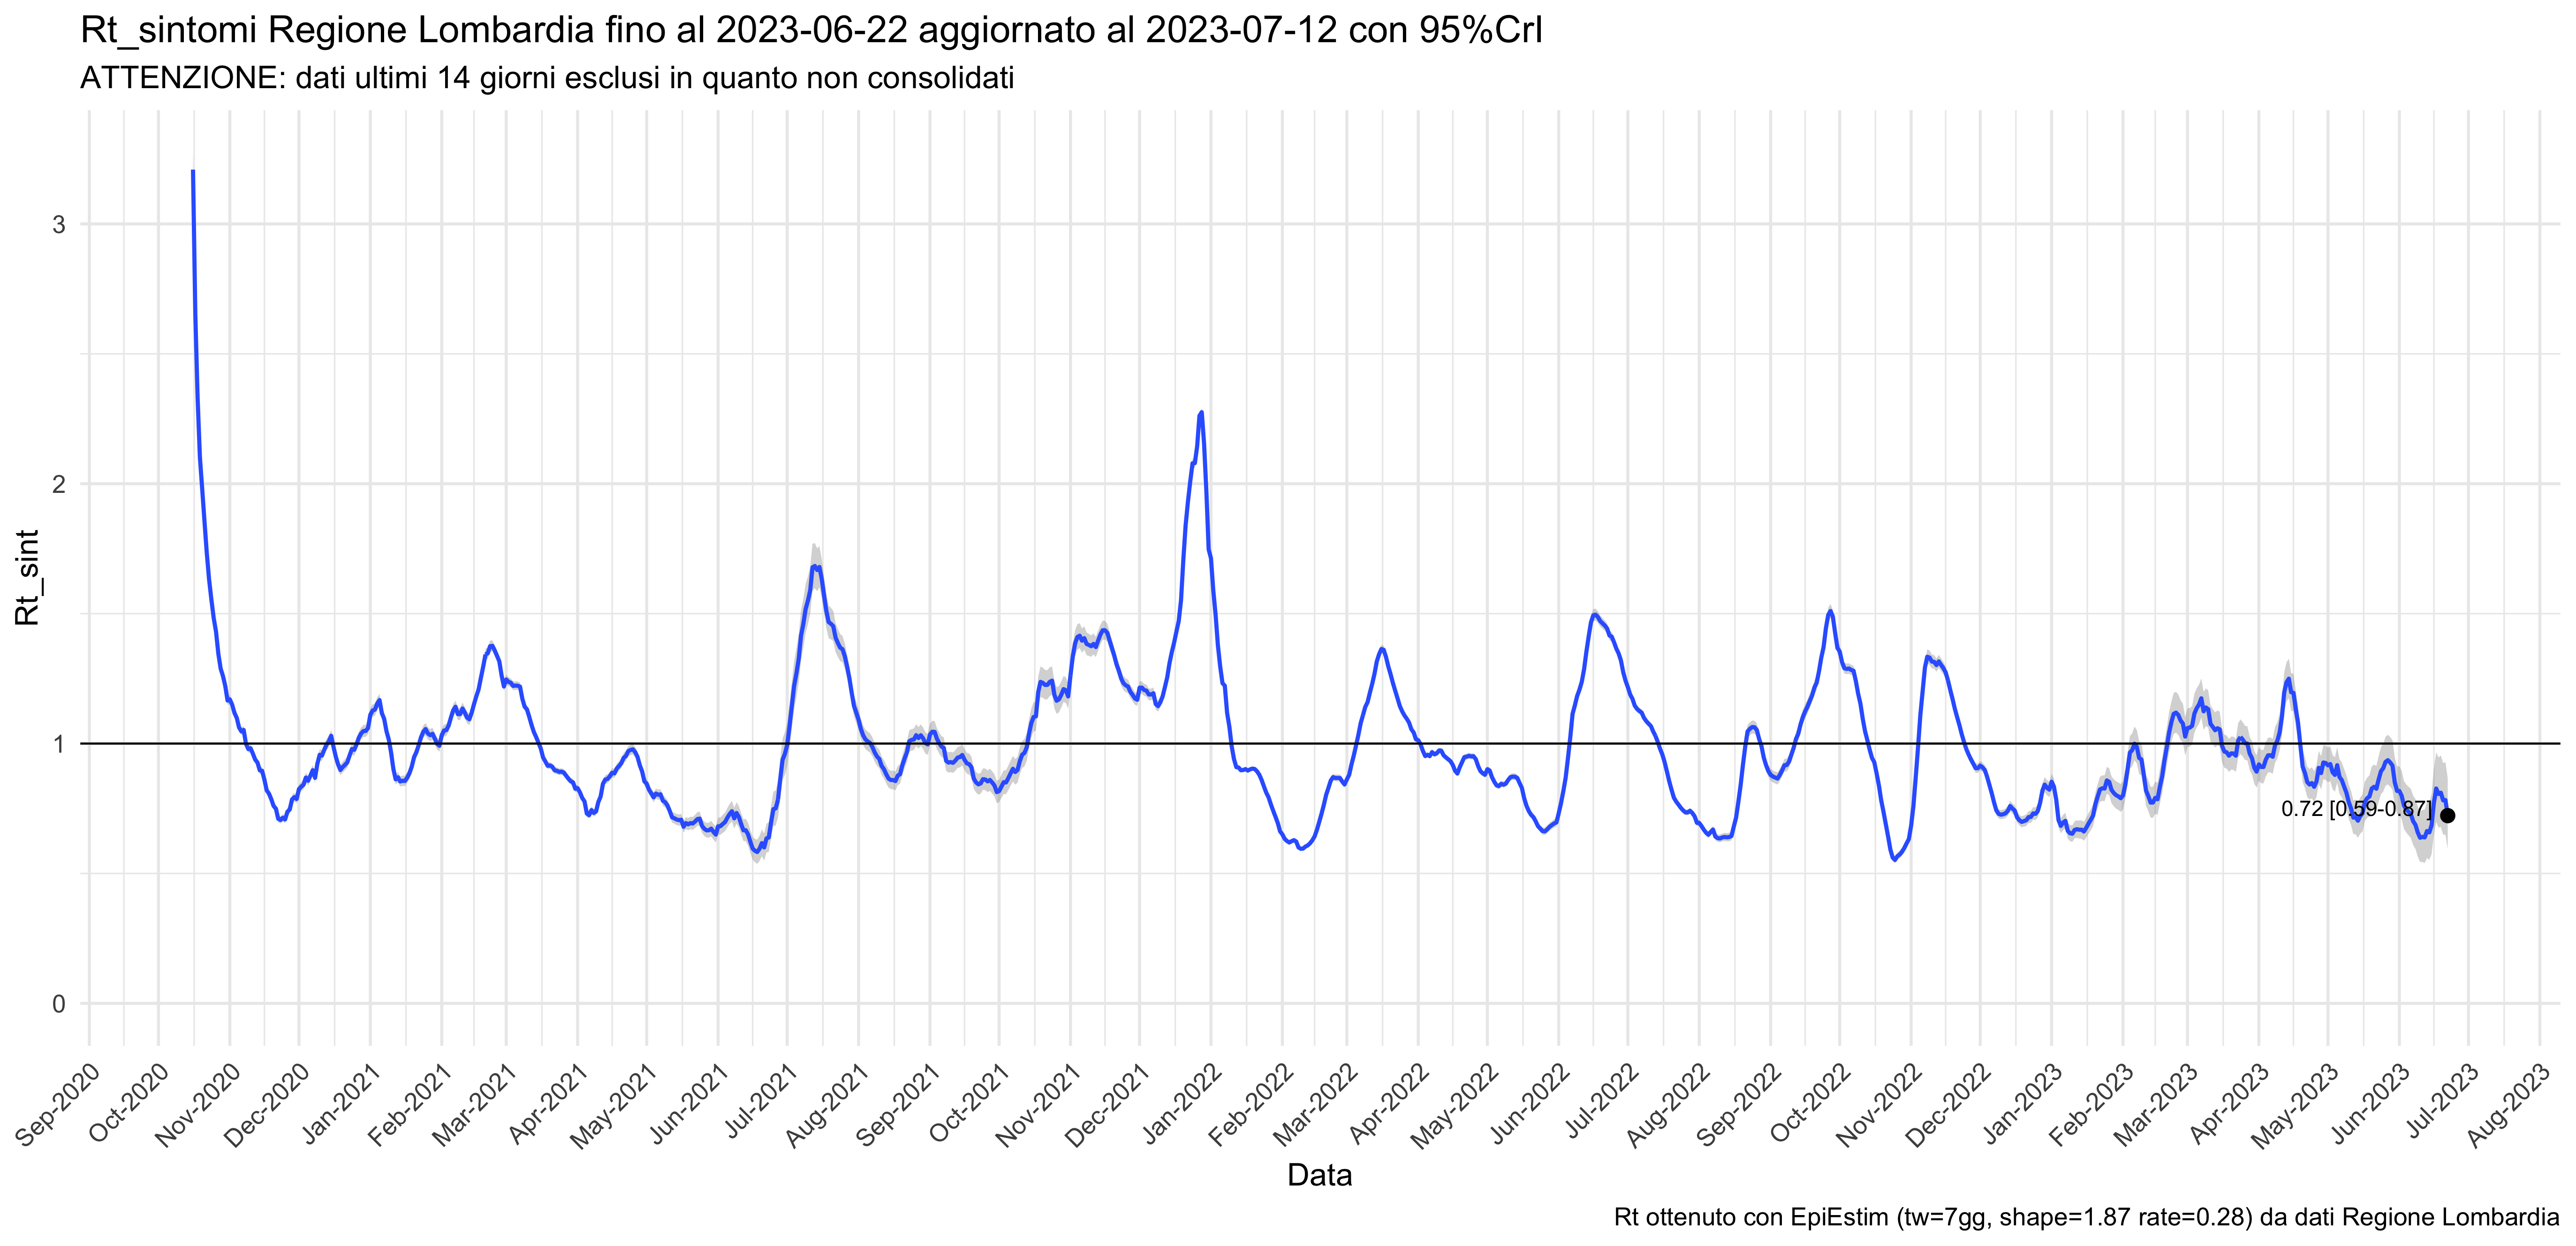 Rt_sintomi Regione Lombardia fino al 2023-06-22 aggiornato al 2023-07-12 con 95%CrI
ATTENZIONE: dati ultimi 14 giorni esclusi in quanto non consolidati
Rt_sint
3
2
1
0
0.72 [0.59-0.87]
Sep-2020
Oct-2020
Nov-2020
Dec-2020
Jan-2021
Feb-2021
Mar-2021
Apr-2021
May-2021
Jun-2021
Jul-2021
Aug-2021
Sep-2021
Oct-2021
Nov-2021
Dec-2021
Jan-2022
Feb-2022
Mar-2022
Apr-2022
May-2022
Jun-2022
Jul-2022
Aug-2022
Sep-2022
Oct-2022
Nov-2022
Dec-2022
Jan-2023
Feb-2023
Mar-2023
Apr-2023
May-2023
Jun-2023
Jul-2023
Aug-2023
Data
Rt ottenuto con EpiEstim (tw=7gg, shape=1.87 rate=0.28) da dati Regione Lombardia